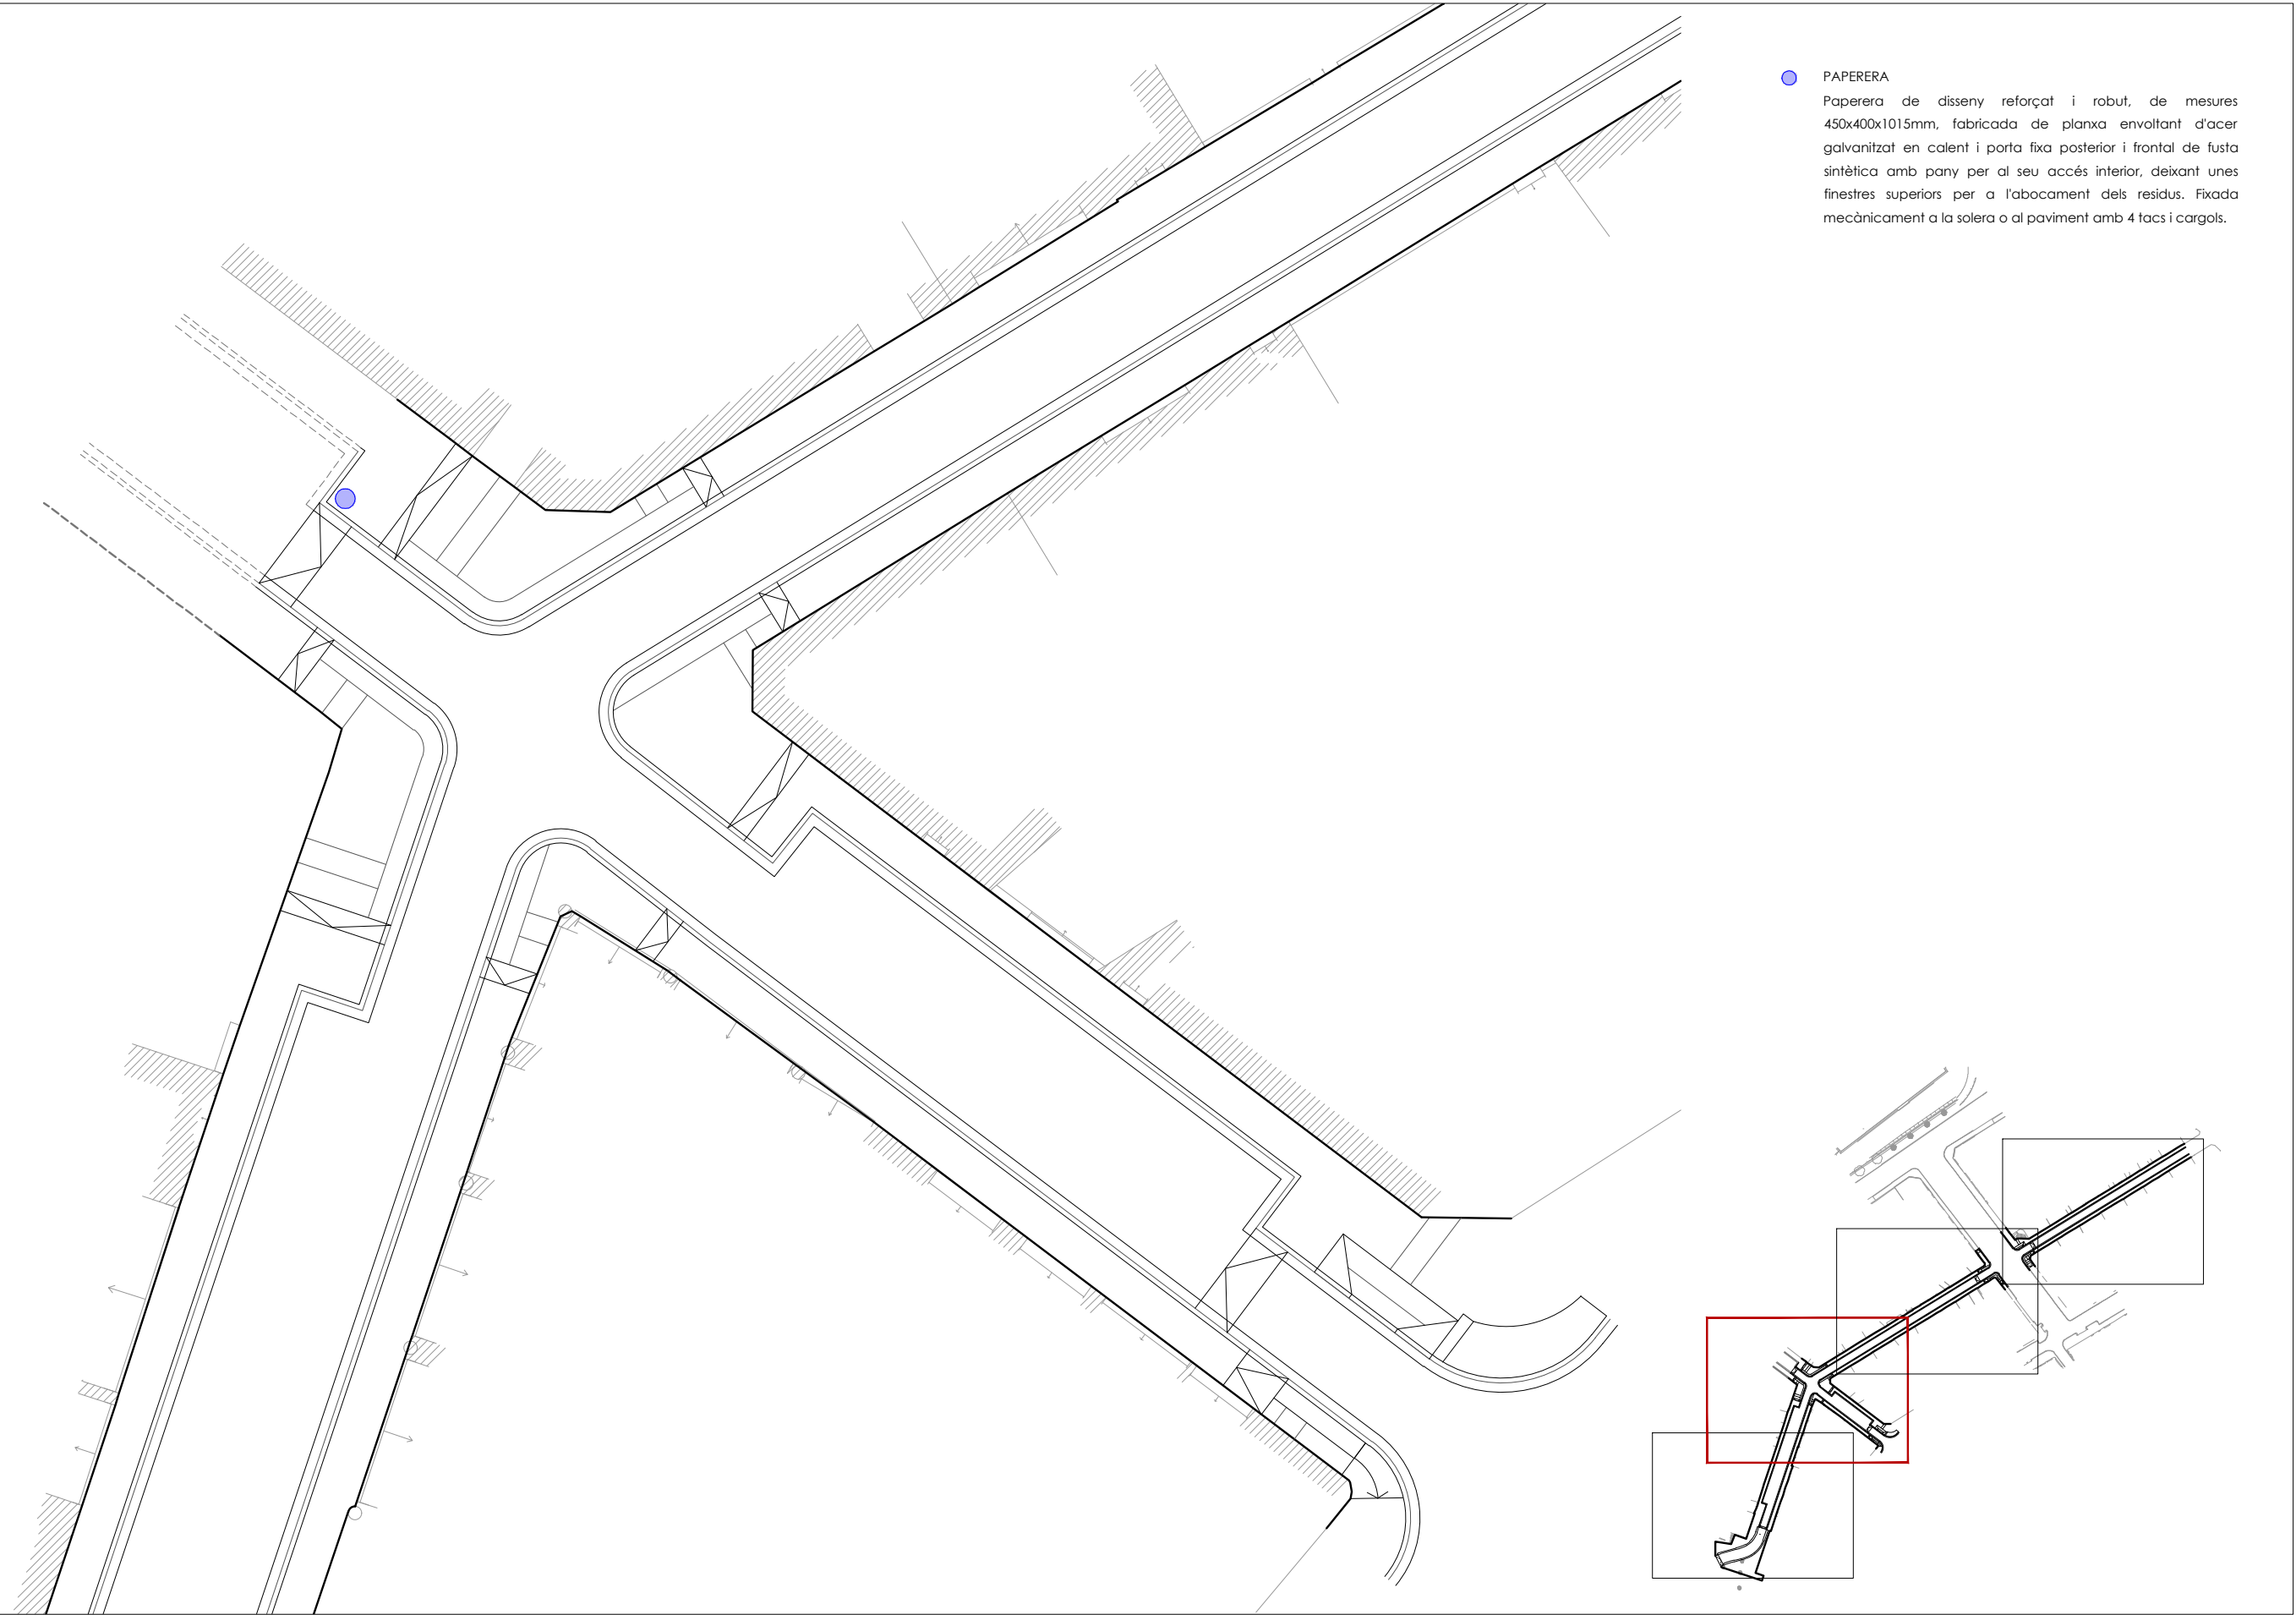 PAPERERA
Paperera de disseny reforçat i robut, de mesures
450x400x1015mm, fabricada de planxa envoltant d'acer
galvanitzat en calent i porta fixa posterior i frontal de fusta
sintètica amb pany per al seu accés interior, deixant unes
finestres superiors per a l'abocament dels residus. Fixada
mecànicament a la solera o al paviment amb 4 tacs i cargols.